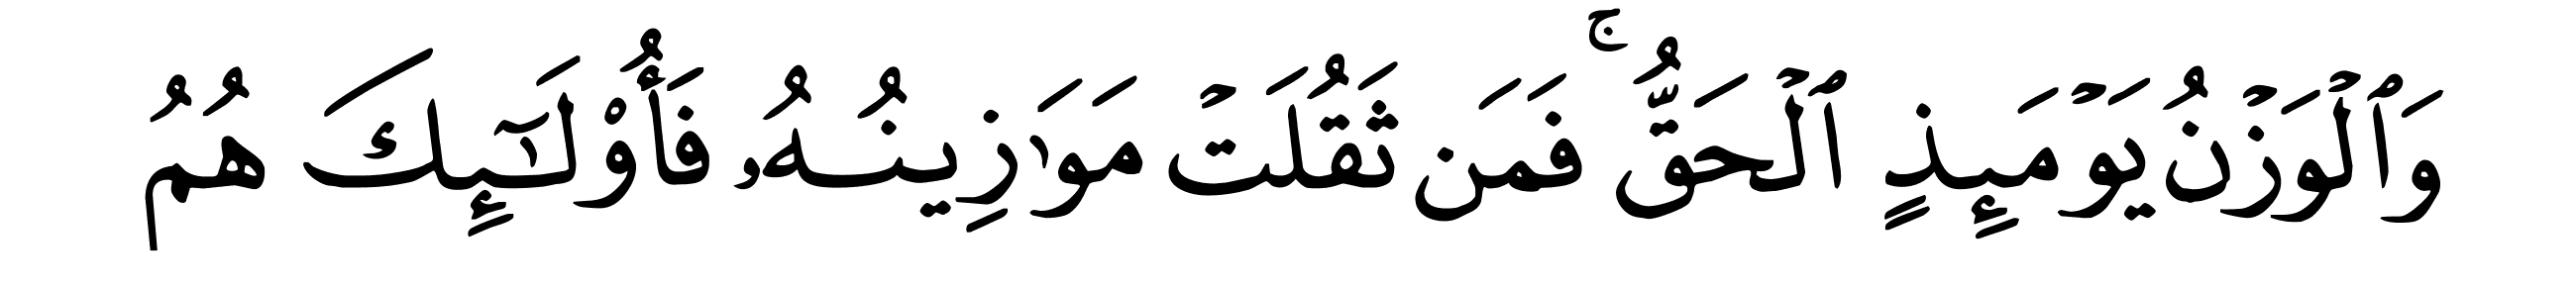 وَٱلْوَزْنُ يَوْمَئِذٍ ٱلْحَقُّ ۚ فَمَن ثَقُلَتْ مَوَٰزِينُهُۥ فَأُو۟لَـٰٓئِكَ هُمُ